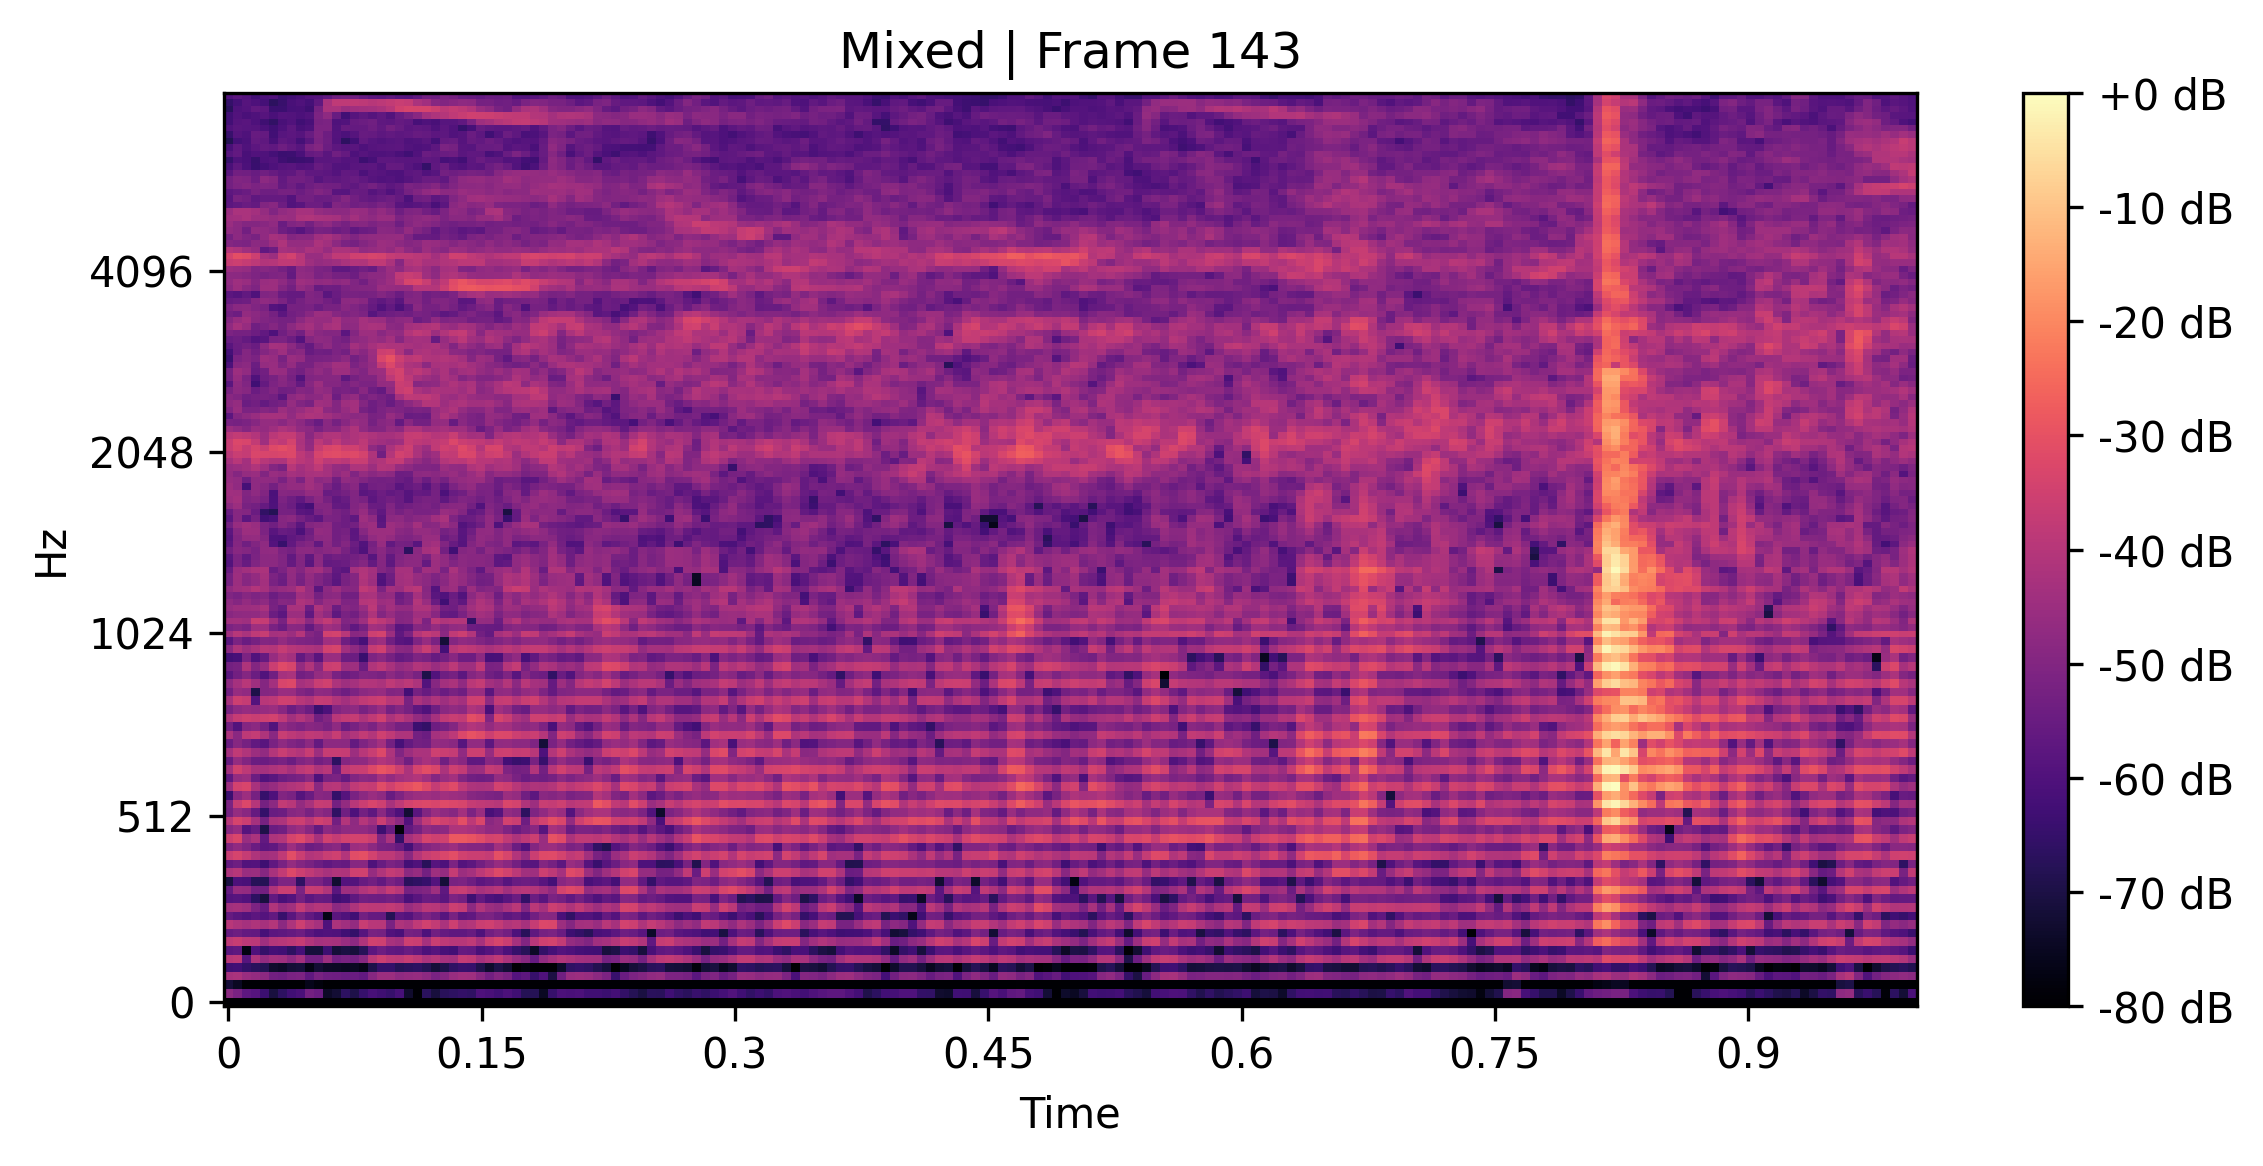 Mixed | Frame 143
+0 dB
-10 dB
4096
-20 dB
-30 dB
2048
-40 dB
Hz
1024
-50 dB
-60 dB
512
-70 dB
0
-80 dB
0 0.15 0.3 0.45 0.6 0.75 0.9
Time